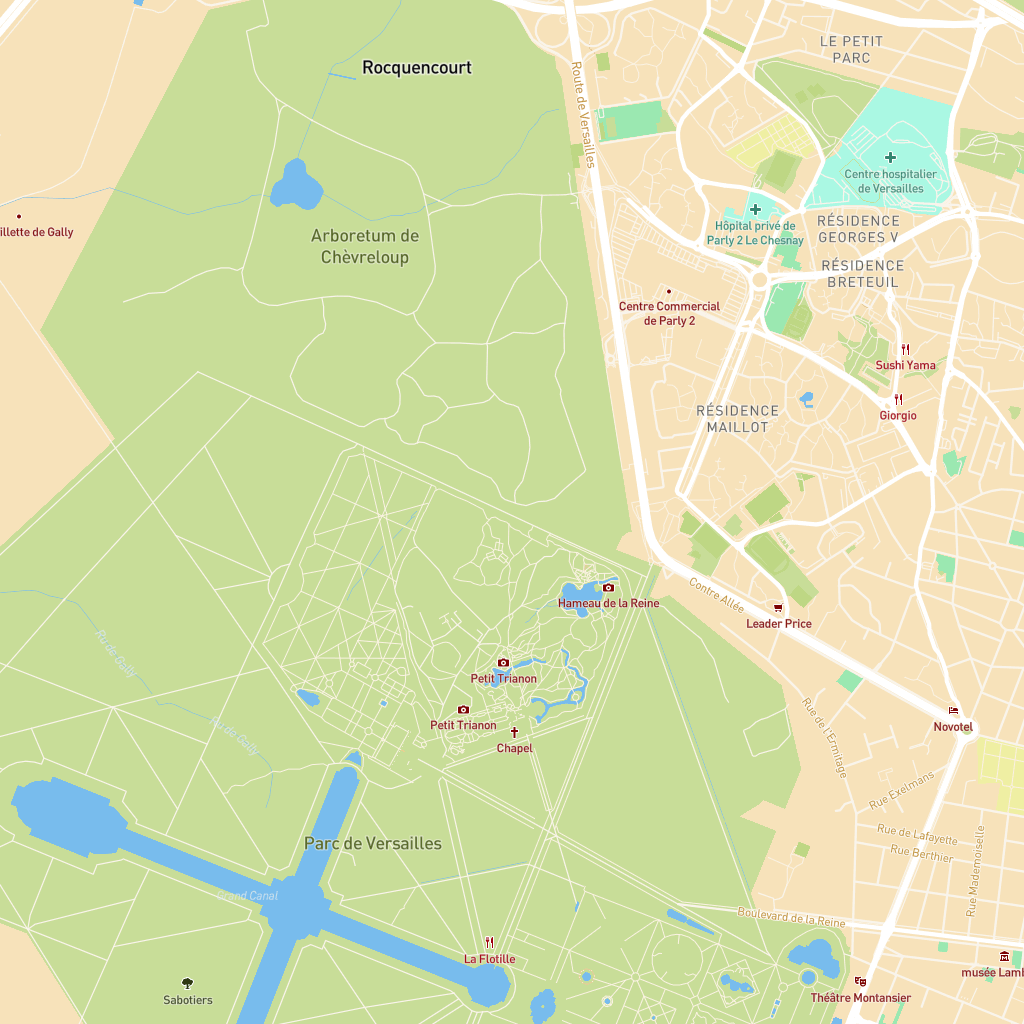 LE PETIT
PARC
Rocquencourt
Route de Versailles
Centre hospitalier
de Versailles
Hôpital privé de
Parly 2 Le Chesnay
RÉSIDENCE
GEORGES V
RÉSIDENCE
BRETEUIL
illette de Gally
Arboretum de
Chèvreloup
Centre Commercial
de Parly 2
Sushi Yama
Giorgio
RÉSIDENCE
MAILLOT
Contre Allée
Hameau de la Reine
Leader Price
Ru de Gally
Petit Trianon
Petit Trianon
Chapel
Ru de Gally
Rue de l'Ermitage
Novotel
Rue Exelmans
Rue de Lafayette
Rue Berthier
Rue Mademoiselle
Parc de Versailles
Grand Canal
Boulevard de la Reine
La Flotille
musée Lamb
Sabotiers
Théâtre Montansier